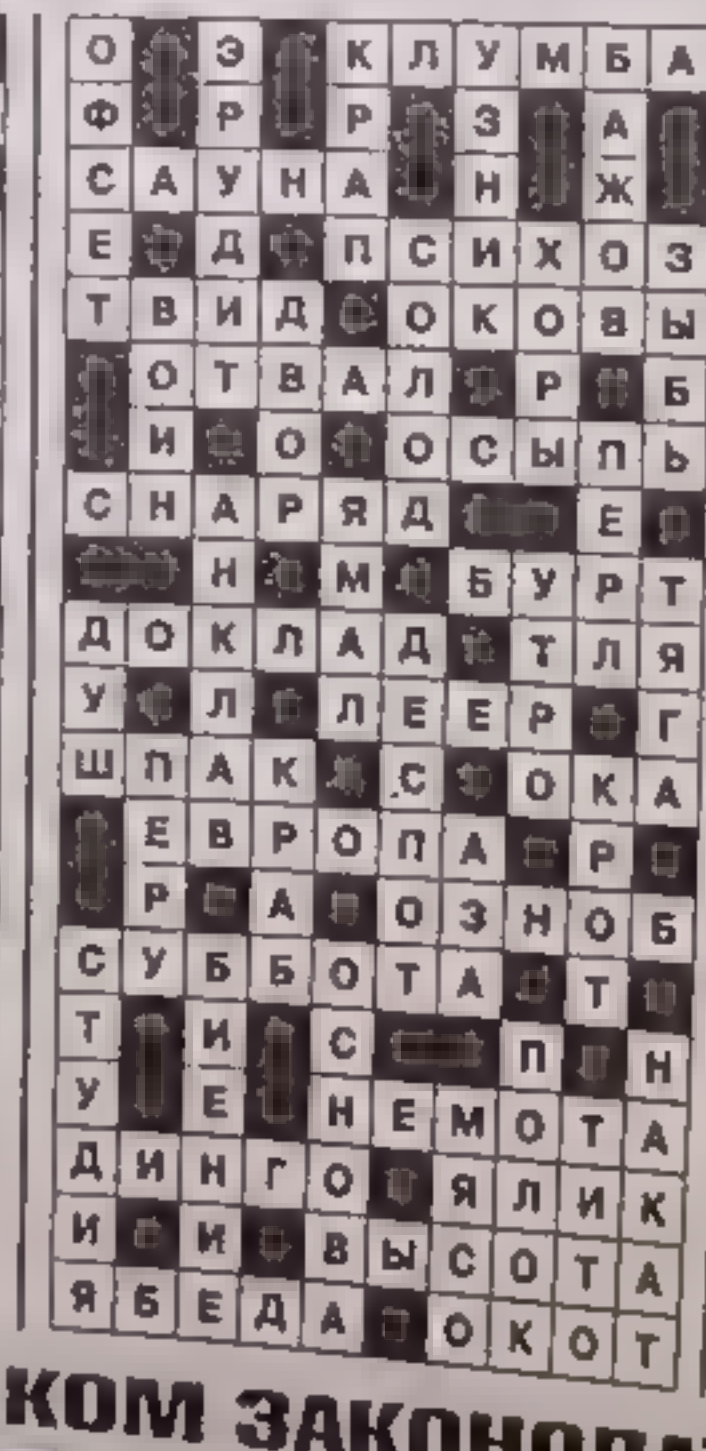 О Э КЛУМБА
Ф Р Р З А
САУНА Н Ж
Е Д ПСИХОЗ
ТВИД ОКОВЫ
ОТВАЛ Р Б
И О ОСЫПЬ
СНАРЯД Е
Н М БУРТ
ДОКЛАД ТЛЯ
У Л ЛЕЕР Г
ШПАК С ОКА
ЕВРОПА Р
Р А ОЗНОБ
СУББОТА Т
Т И С П Н
У Е НЕМОТА
ДИНГО ЯЛИК
И И ВЫСОТА
ЯБЕДА ОКОТ
КОМ